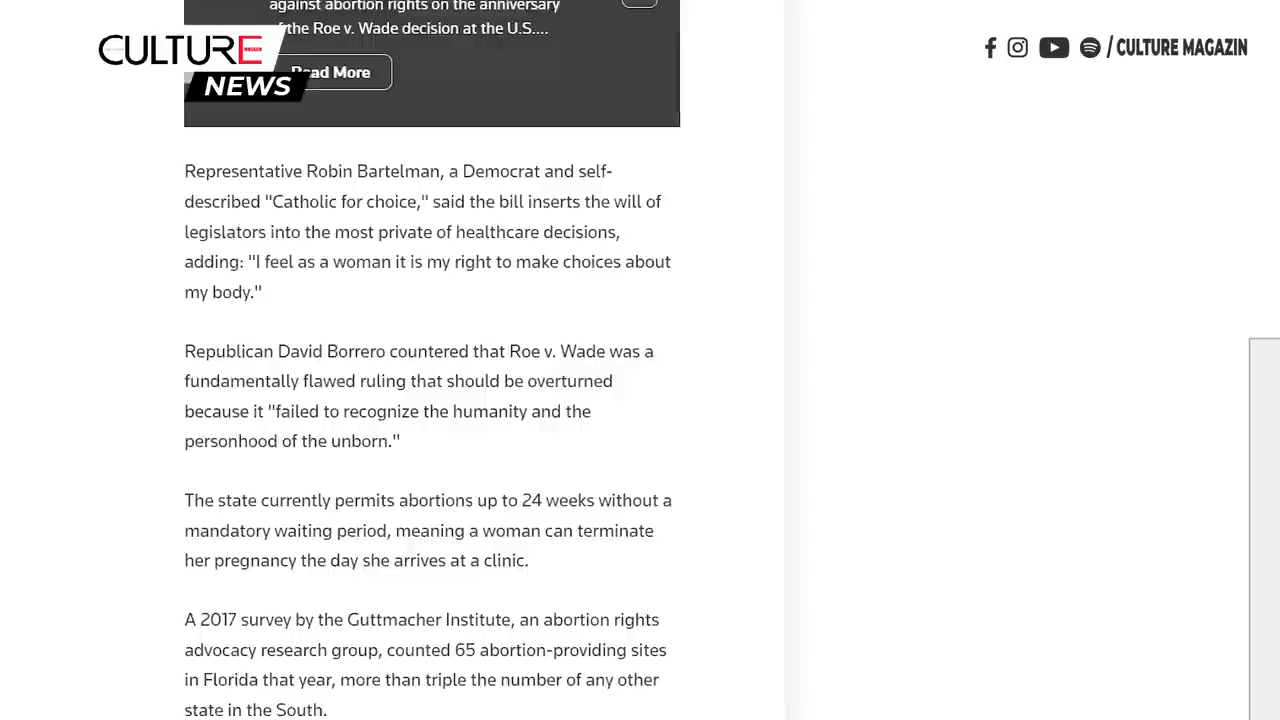 against abortion rights on the anniversary
of the Roe v. Wade decision at the U.S....
CULTURE
Read More
NEWS
/ CULTURE MAGAZIN
Representative Robin Bartelman, a Democrat and self-
described "Catholic for choice," said the bill inserts the will of
legislators into the most private of healthcare decisions,
adding: "I feel as a woman it is my right to make choices about
my body."
Republican David Borrero countered that Roe v. Wade was a
fundamentally flawed ruling that should be overturned
because it "failed to recognize the humanity and the
personhood of the unborn."
The state currently permits abortions up to 24 weeks without a
mandatory waiting period, meaning a woman can terminate
her pregnancy the day she arrives at a clinic.
A 2017 survey by the Guttmacher Institute, an abortion rights
advocacy research group, counted 65 abortion-providing sites
in Florida that year, more than triple the number of any other
state in the South.